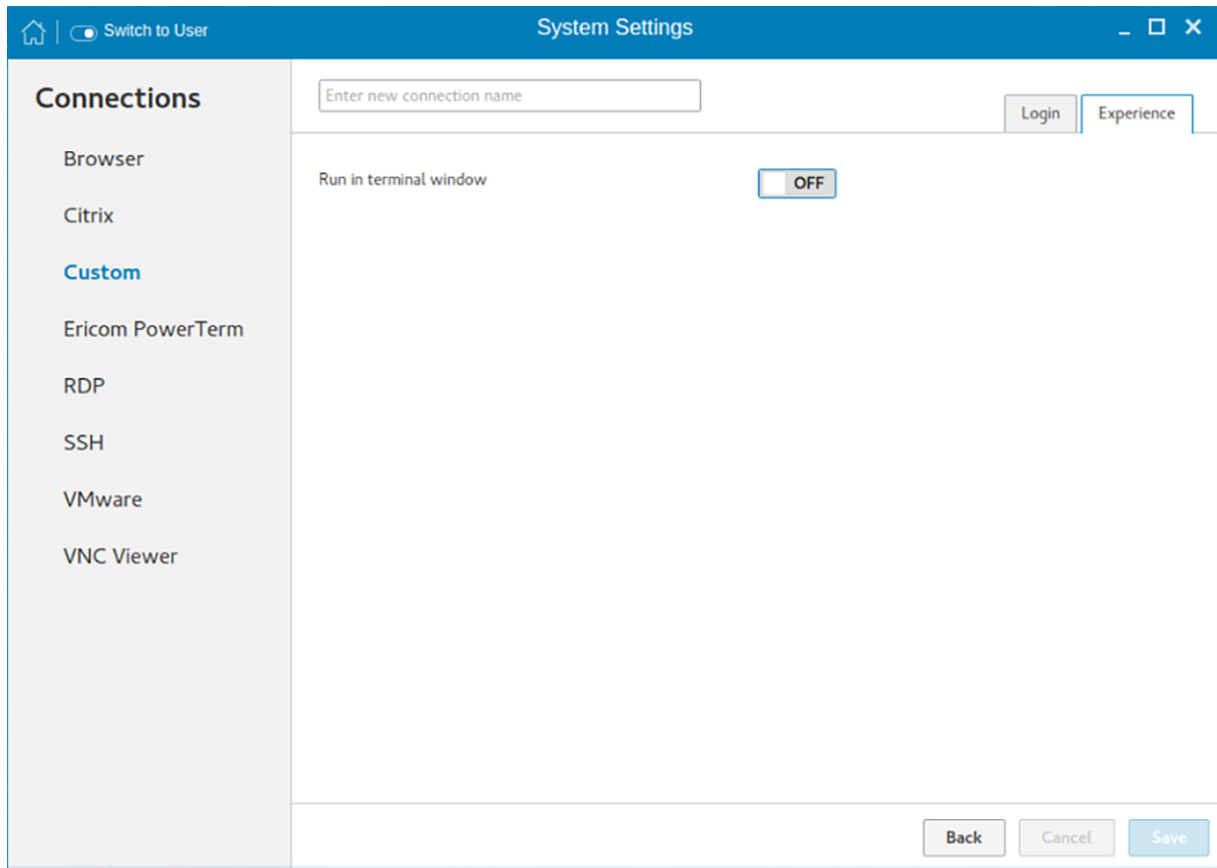 Switch to User
System Settings
Connections
Browser
Citrix
Custom
Ericom PowerTerm
RDP
SSH
VMware
VNC Viewer
Enter new connection name
Login
Experience
Run in terminal window
OFF
Back
Cancel
Save